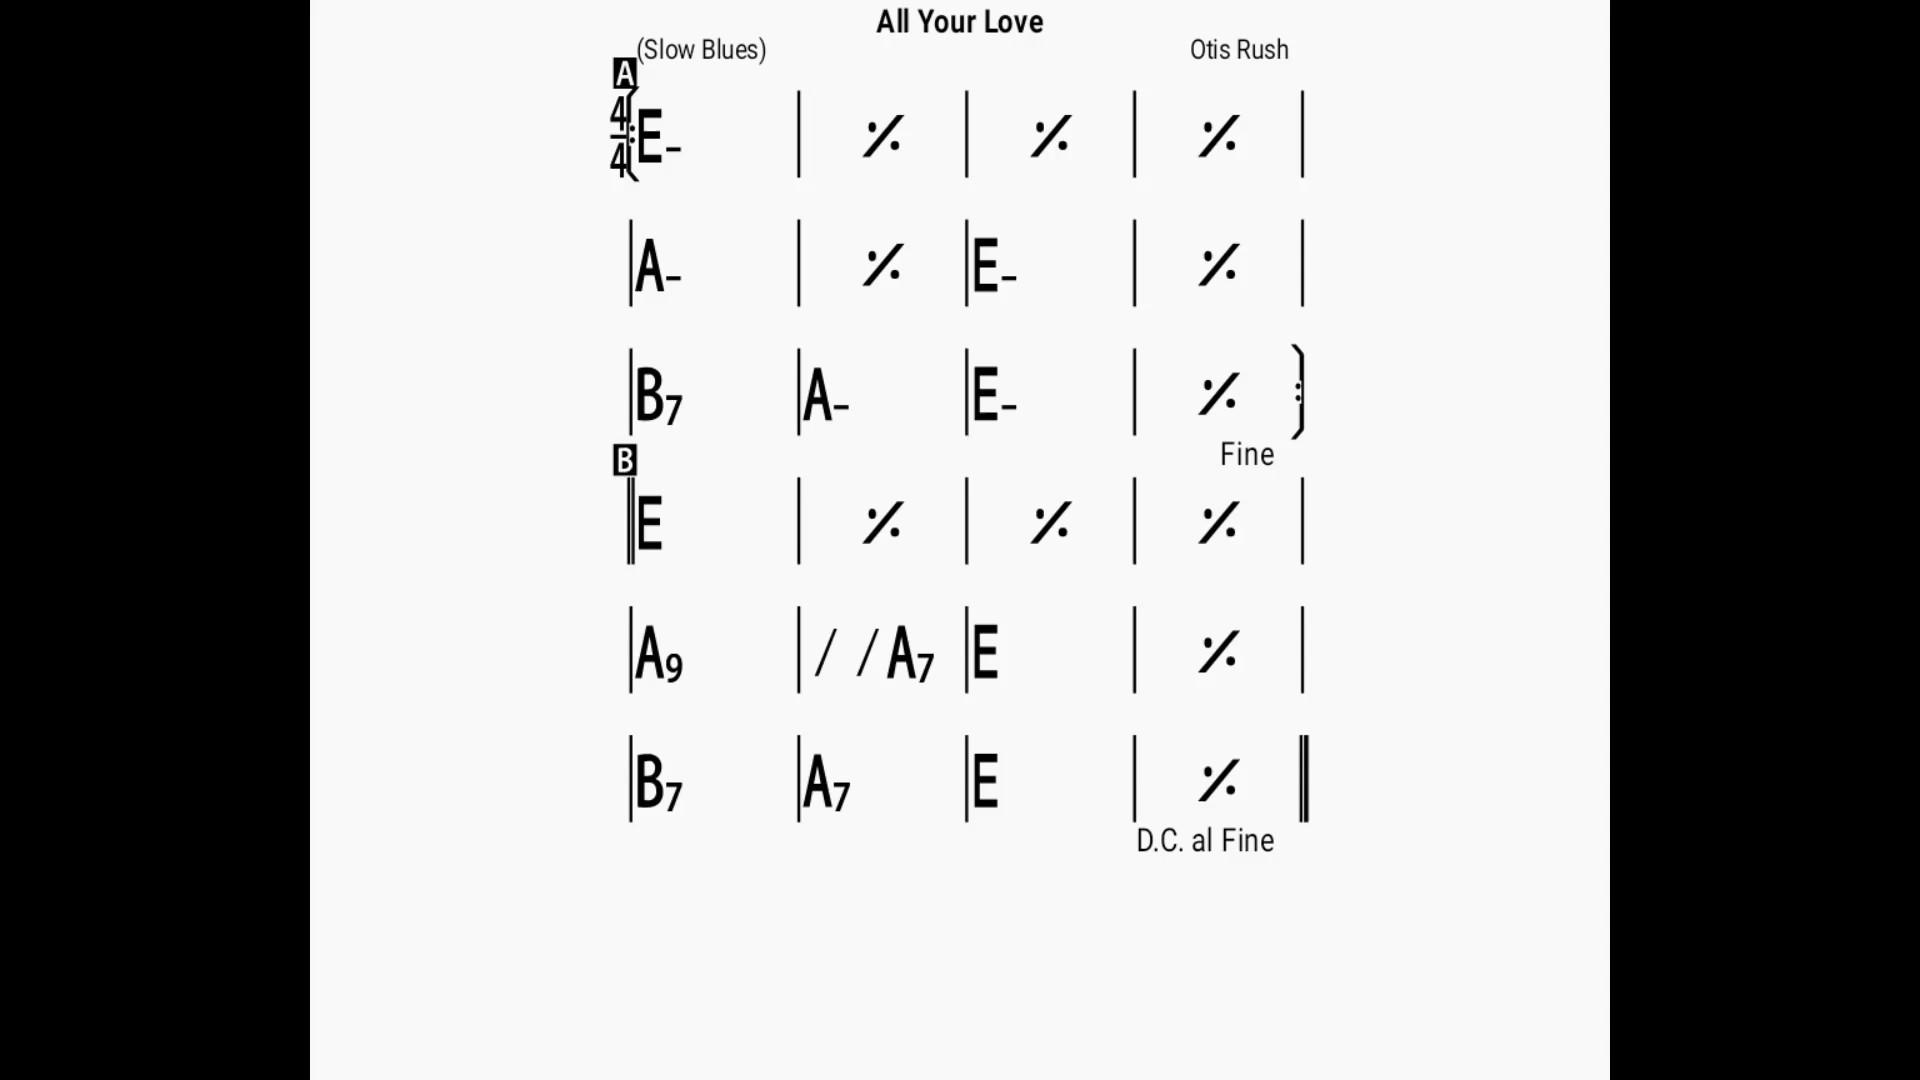 All Your Love
(Slow Blues) Otis Rush
A
4/4 E- | 𝄎 | 𝄎 | 𝄎
A- | 𝄎 | E- | 𝄎
B7 | A- | E- | 𝄎
Fine
B
E | 𝄎 | 𝄎 | 𝄎
A9 | / / A7 | E | 𝄎
B7 | A7 | E | 𝄎
D.C. al Fine